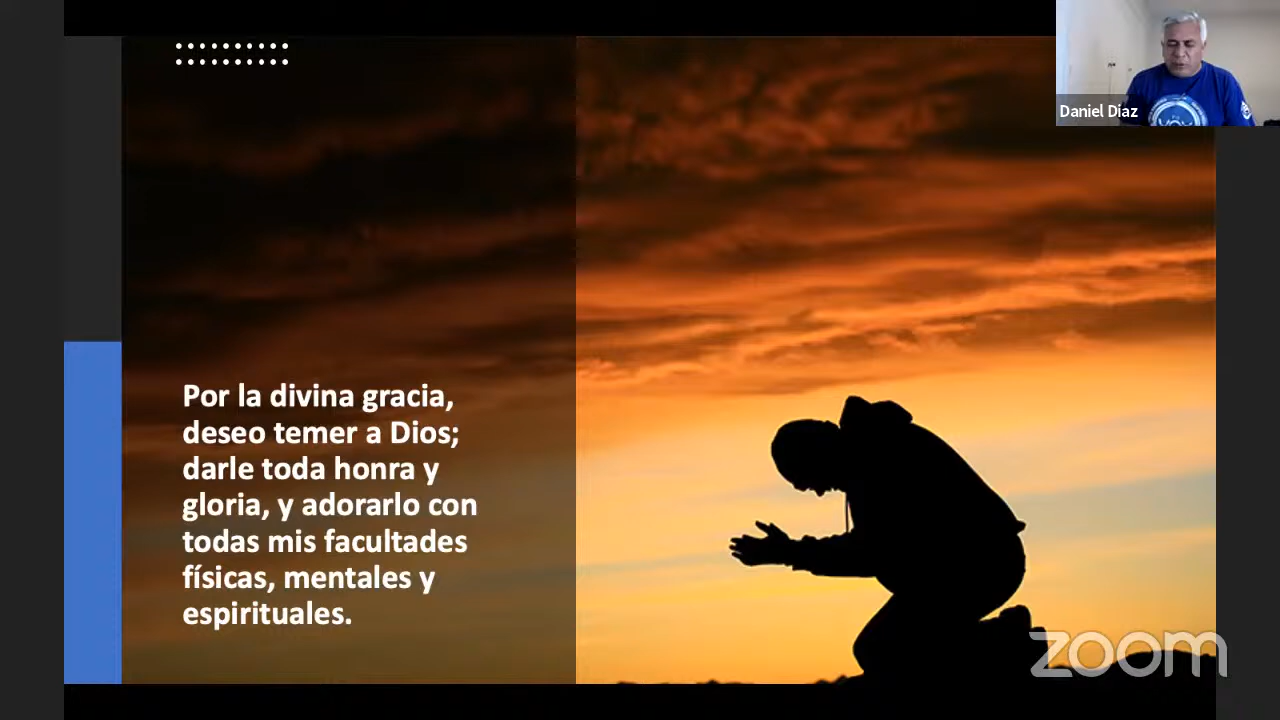 Daniel Diaz
Por la divina gracia,
deseo temer a Dios;
darle toda honra y
gloria, y adorarlo con
todas mis facultades
físicas, mentales y
espirituales.
zoom